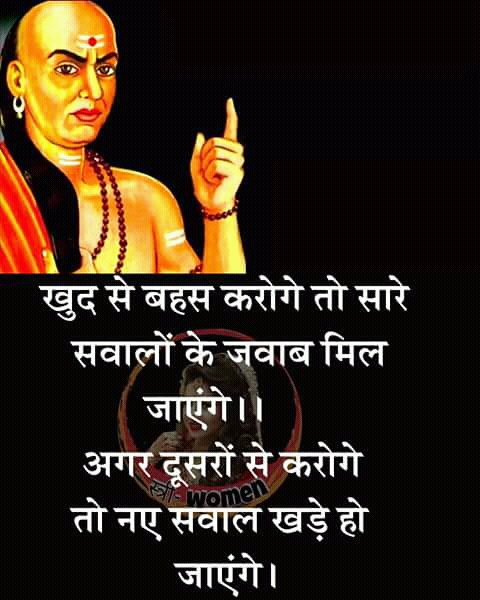 खुद से बहस करोगे तो सारे
सवालों के जवाब मिल
जाएंगे।।
अगर दूसरों से करोगे
स्त्री- women
तो नए सवाल खड़े हो
जाएंगे।